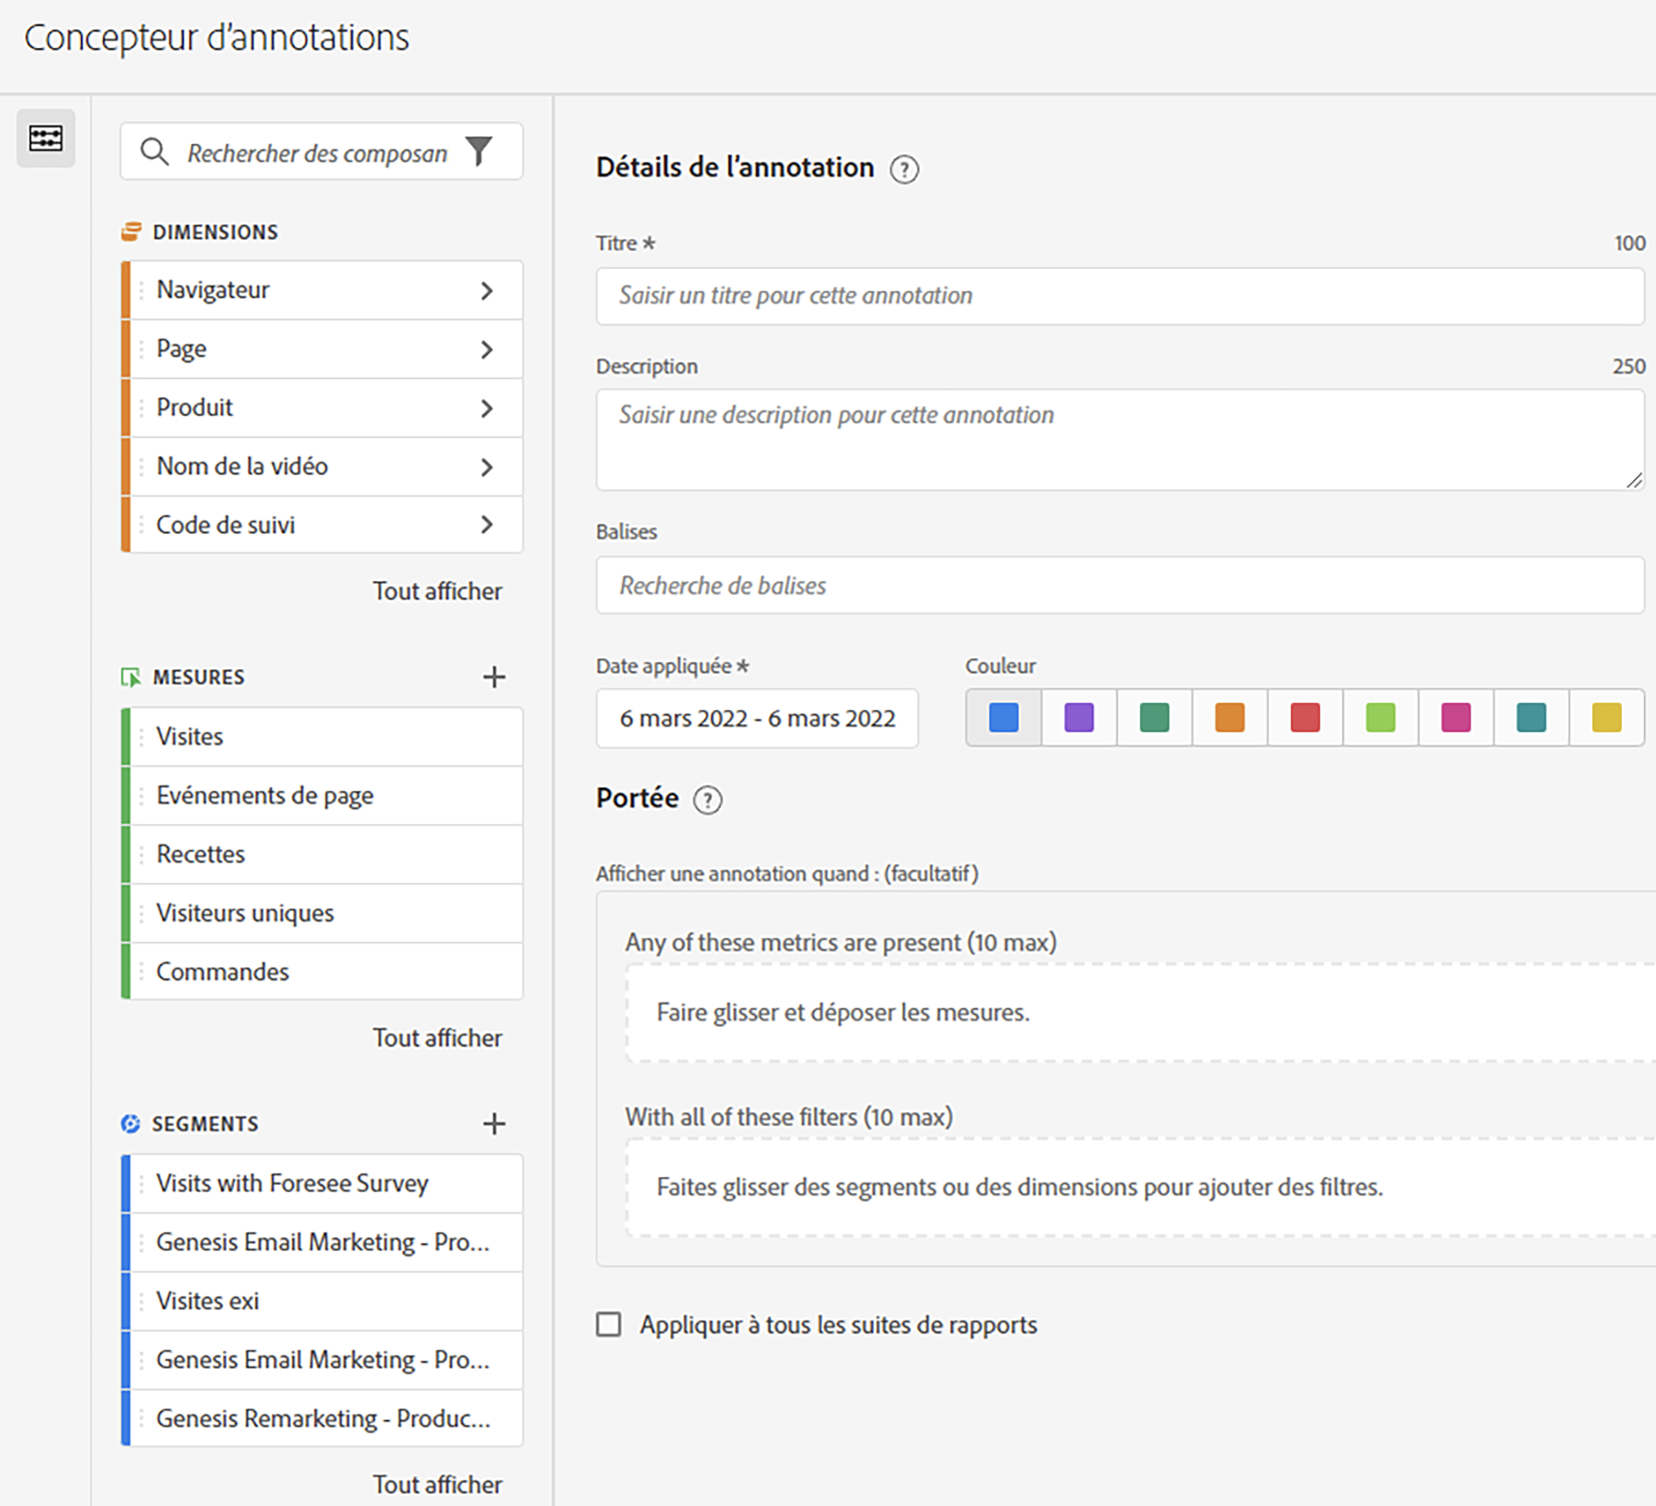 Concepteur d’annotations
Rechercher des composan
DIMENSIONS
Navigateur
Page
Produit
Nom de la vidéo
Code de suivi
Tout afficher
MESURES
Visites
Evénements de page
Recettes
Visiteurs uniques
Commandes
Tout afficher
SEGMENTS
Visits with Foresee Survey
Genesis Email Marketing - Pro...
Visites exi
Genesis Email Marketing - Pro...
Genesis Remarketing - Produc...
Tout afficher
Détails de l’annotation ?
Titre * 100
Saisir un titre pour cette annotation
Description 250
Saisir une description pour cette annotation
Balises
Recherche de balises
Date appliquée * Couleur
6 mars 2022 - 6 mars 2022
Portée ?
Afficher une annotation quand : (facultatif)
Any of these metrics are present (10 max)
Faire glisser et déposer les mesures.
With all of these filters (10 max)
Faites glisser des segments ou des dimensions pour ajouter des filtres.
Appliquer à tous les suites de rapports